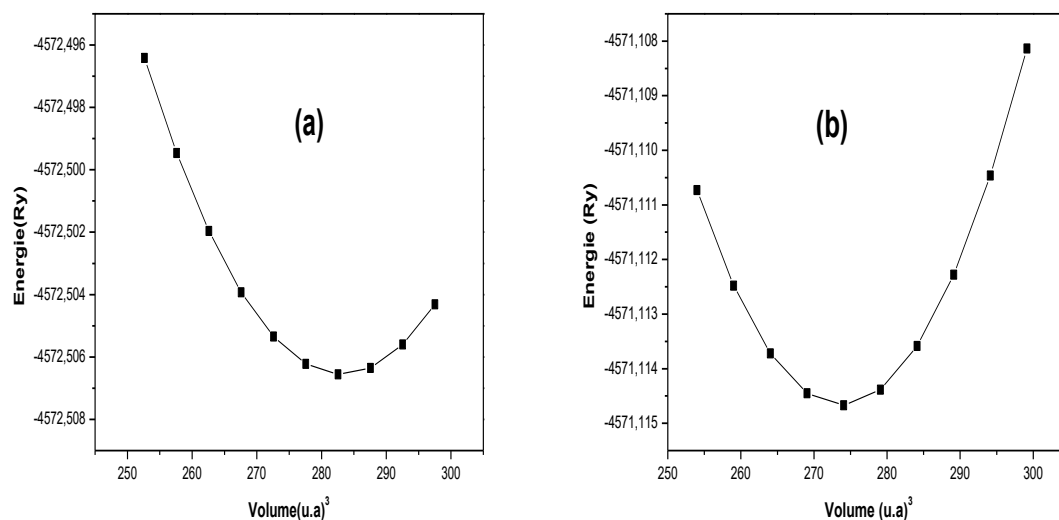 -4572,496
-4572,498
-4572,500
-4572,502
-4572,504
-4572,506
-4572,508
Energie(Ry)
(a)
250 260 270 280 290 300
Volume(u.a)³
-4571,108
-4571,109
-4571,110
-4571,111
-4571,112
-4571,113
-4571,114
-4571,115
Energie (Ry)
(b)
250 260 270 280 290 300
Volume (u.a)³